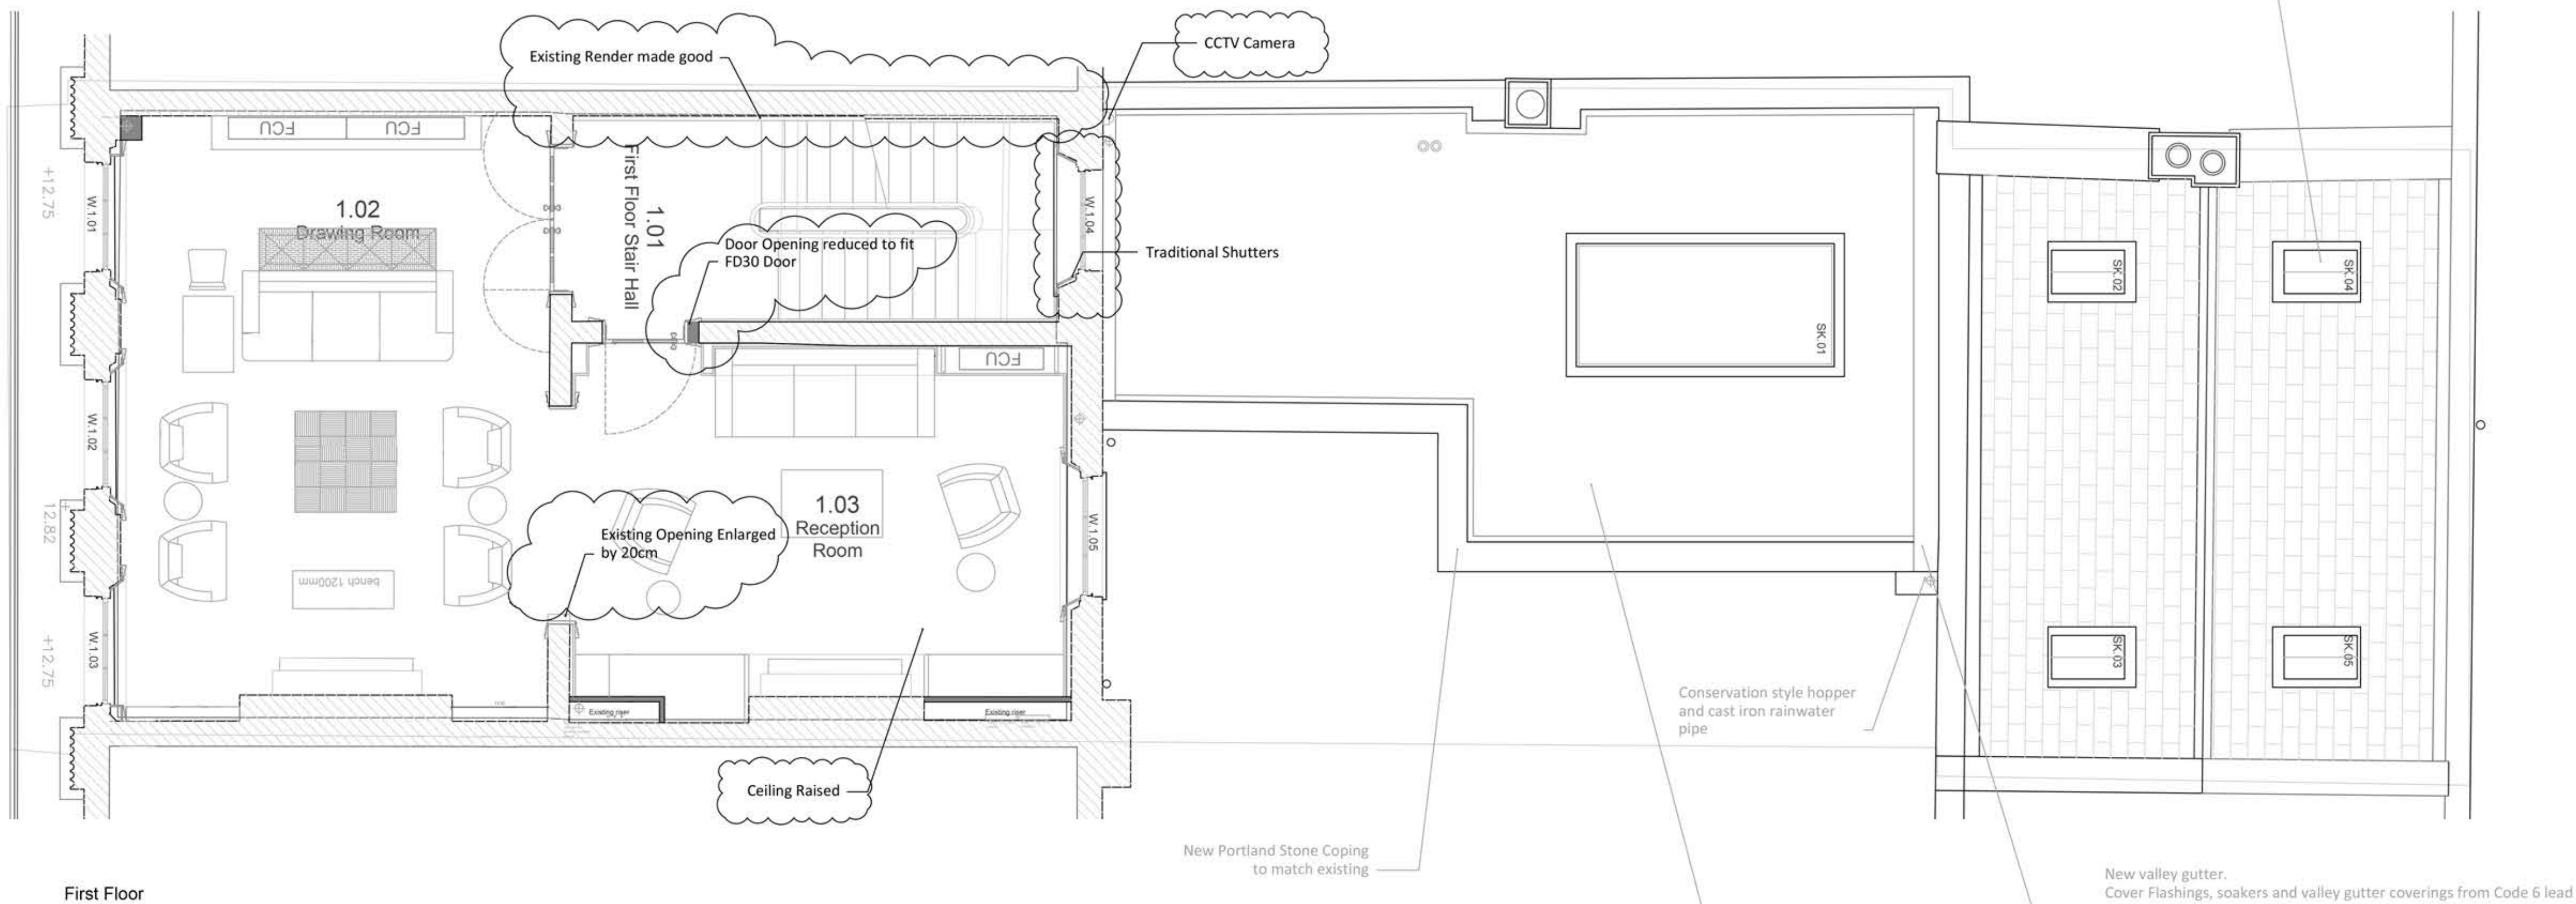 Existing Render made good
CCTV Camera
FCU
FCU
+12.75
W.1.01
1.02
Drawing Room
1.01
First Floor Stair Hall
W.1.04
Door Opening reduced to fit
FD30 Door
Traditional Shutters
SK.01
SK.02
SK.04
FCU
W.1.02
12.82
1.03
Reception
Room
W.1.05
Existing Opening Enlarged
by 20cm
bench 1200mm
W.1.03
+12.75
SK.03
SK.05
Existing riser
Existing riser
Conservation style hopper
and cast iron rainwater
pipe
Ceiling Raised
New Portland Stone Coping
to match existing
First Floor
New valley gutter.
Cover Flashings, soakers and valley gutter coverings from Code 6 lead